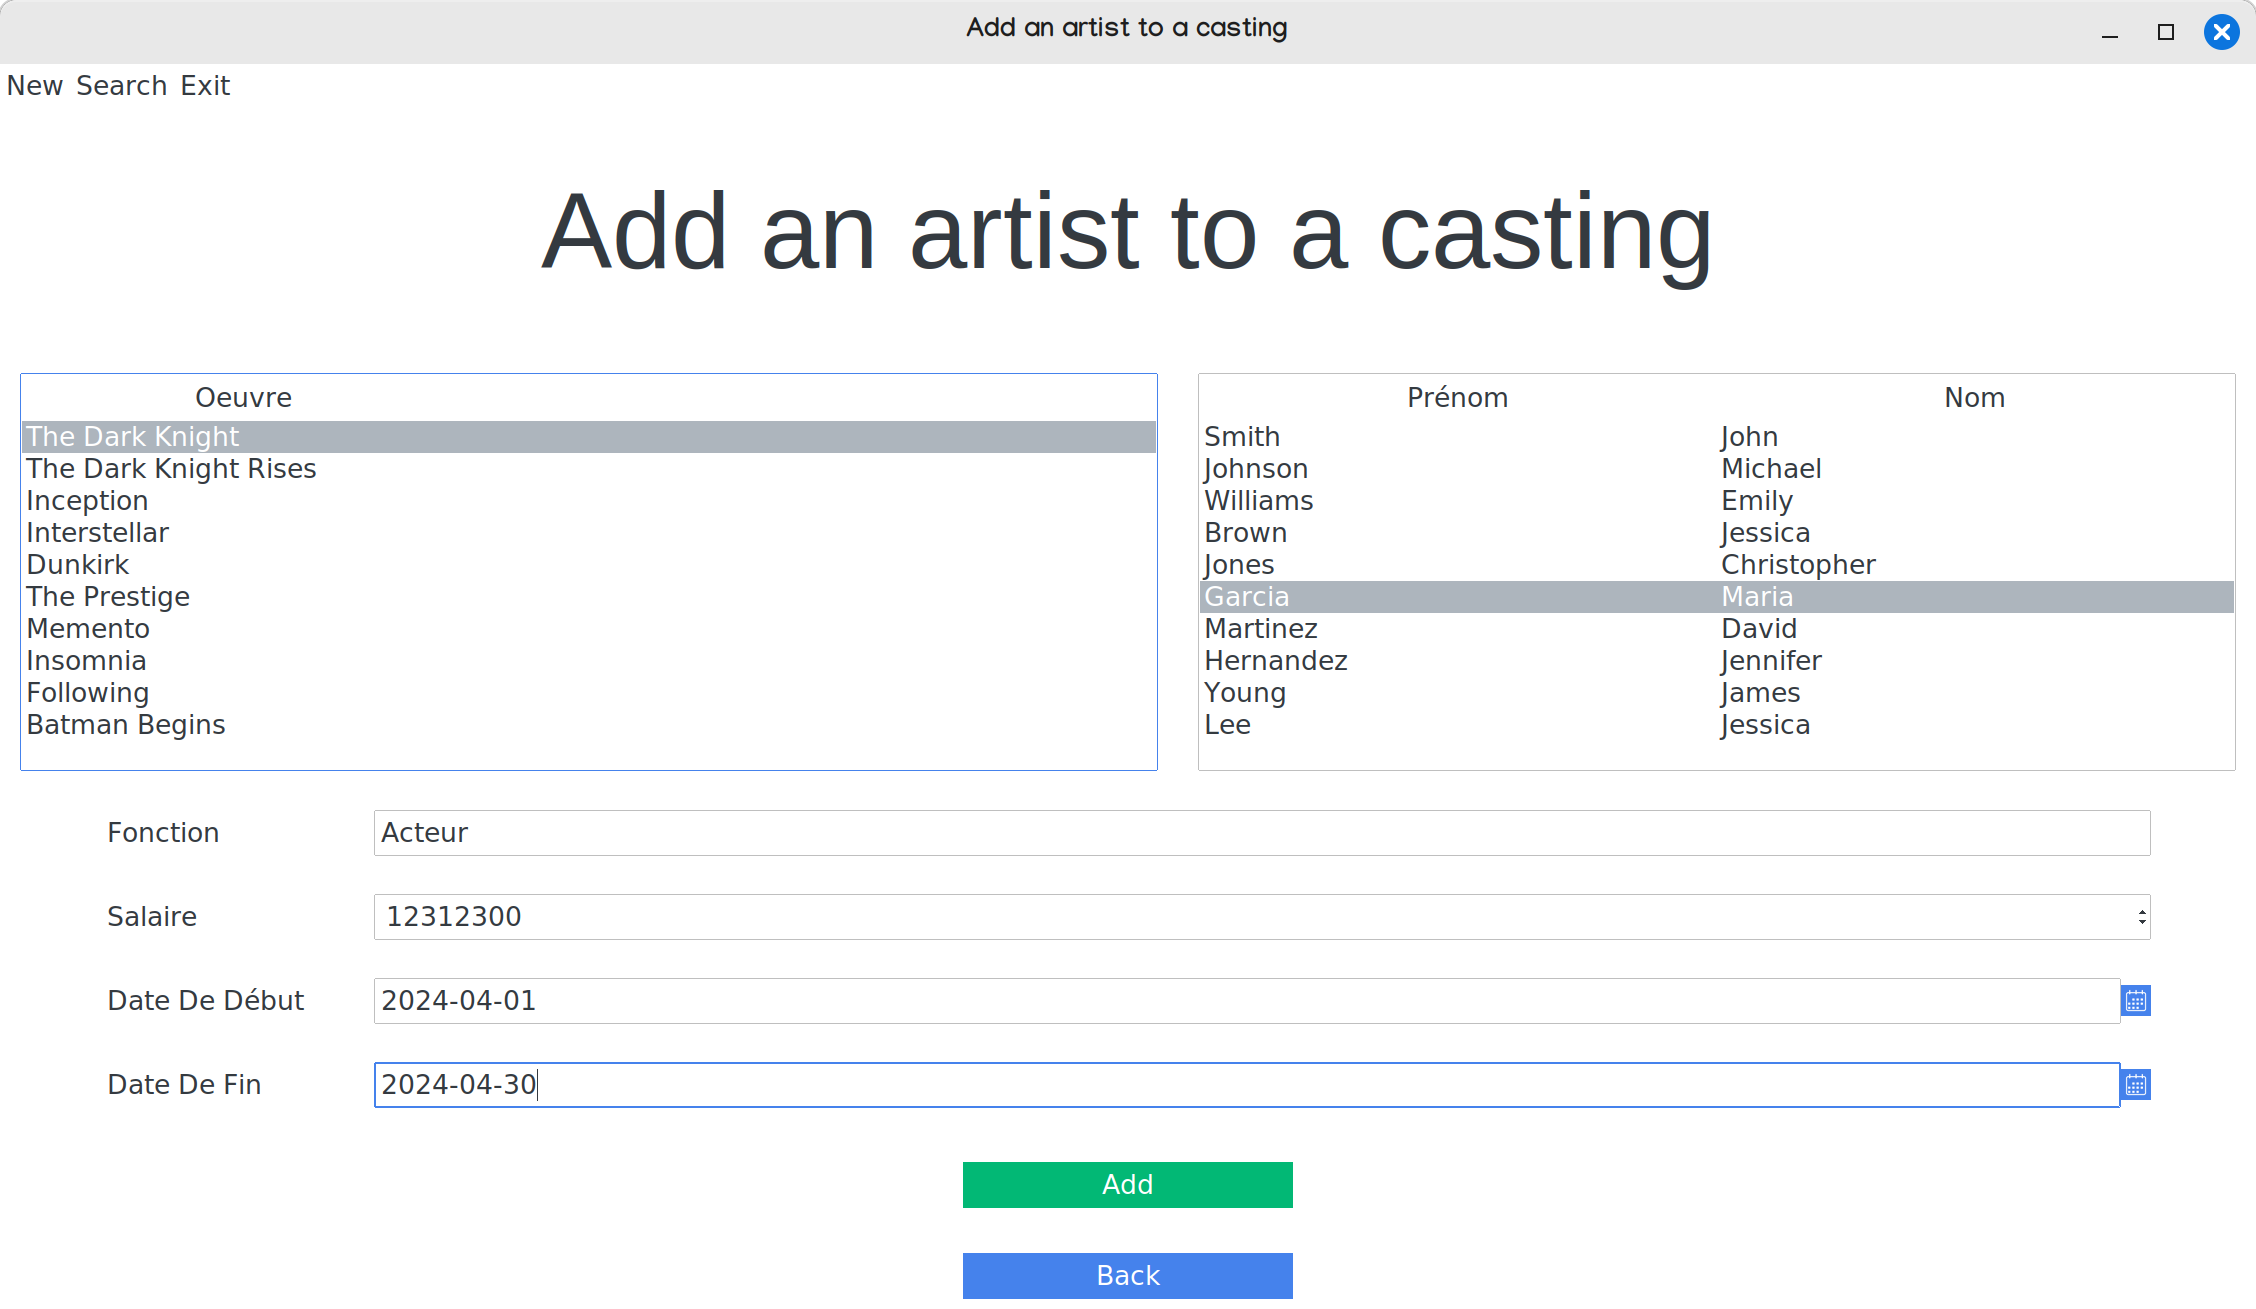 Add an artist to a casting
New Search Exit
Add an artist to a casting
Oeuvre
The Dark Knight
The Dark Knight Rises
Inception
Interstellar
Dunkirk
The Prestige
Memento
Insomnia
Following
Batman Begins
Prénom Nom
Smith John
Johnson Michael
Williams Emily
Brown Jessica
Jones Christopher
Garcia Maria
Martinez David
Hernandez Jennifer
Young James
Lee Jessica
Fonction Acteur
Salaire 12312300
Date De Début 2024-04-01
Date De Fin 2024-04-30
Add
Back